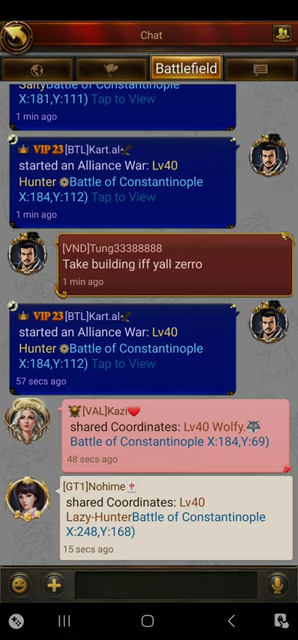 Chat
Battlefield
SaltyBattle of Constantinople
X:181,Y:111) Tap to View
1 min ago
VIP 23 [BTL]Kart.al
started an Alliance War: Lv40
Hunter Battle of Constantinople
X:184,Y:112) Tap to View
1 min ago
[VND]Tung33388888
Take building iff yall zerro
1 min ago
VIP 23 [BTL]Kart.al
started an Alliance War: Lv40
Hunter Battle of Constantinople
X:184,Y:112) Tap to View
57 secs ago
[VAL]Kazi
shared Coordinates: Lv40 Wolfy.
Battle of Constantinople X:184,Y:69)
48 secs ago
[GT1]Nohime
shared Coordinates: Lv40
Lazy-HunterBattle of Constantinople
X:248,Y:168)
15 secs ago